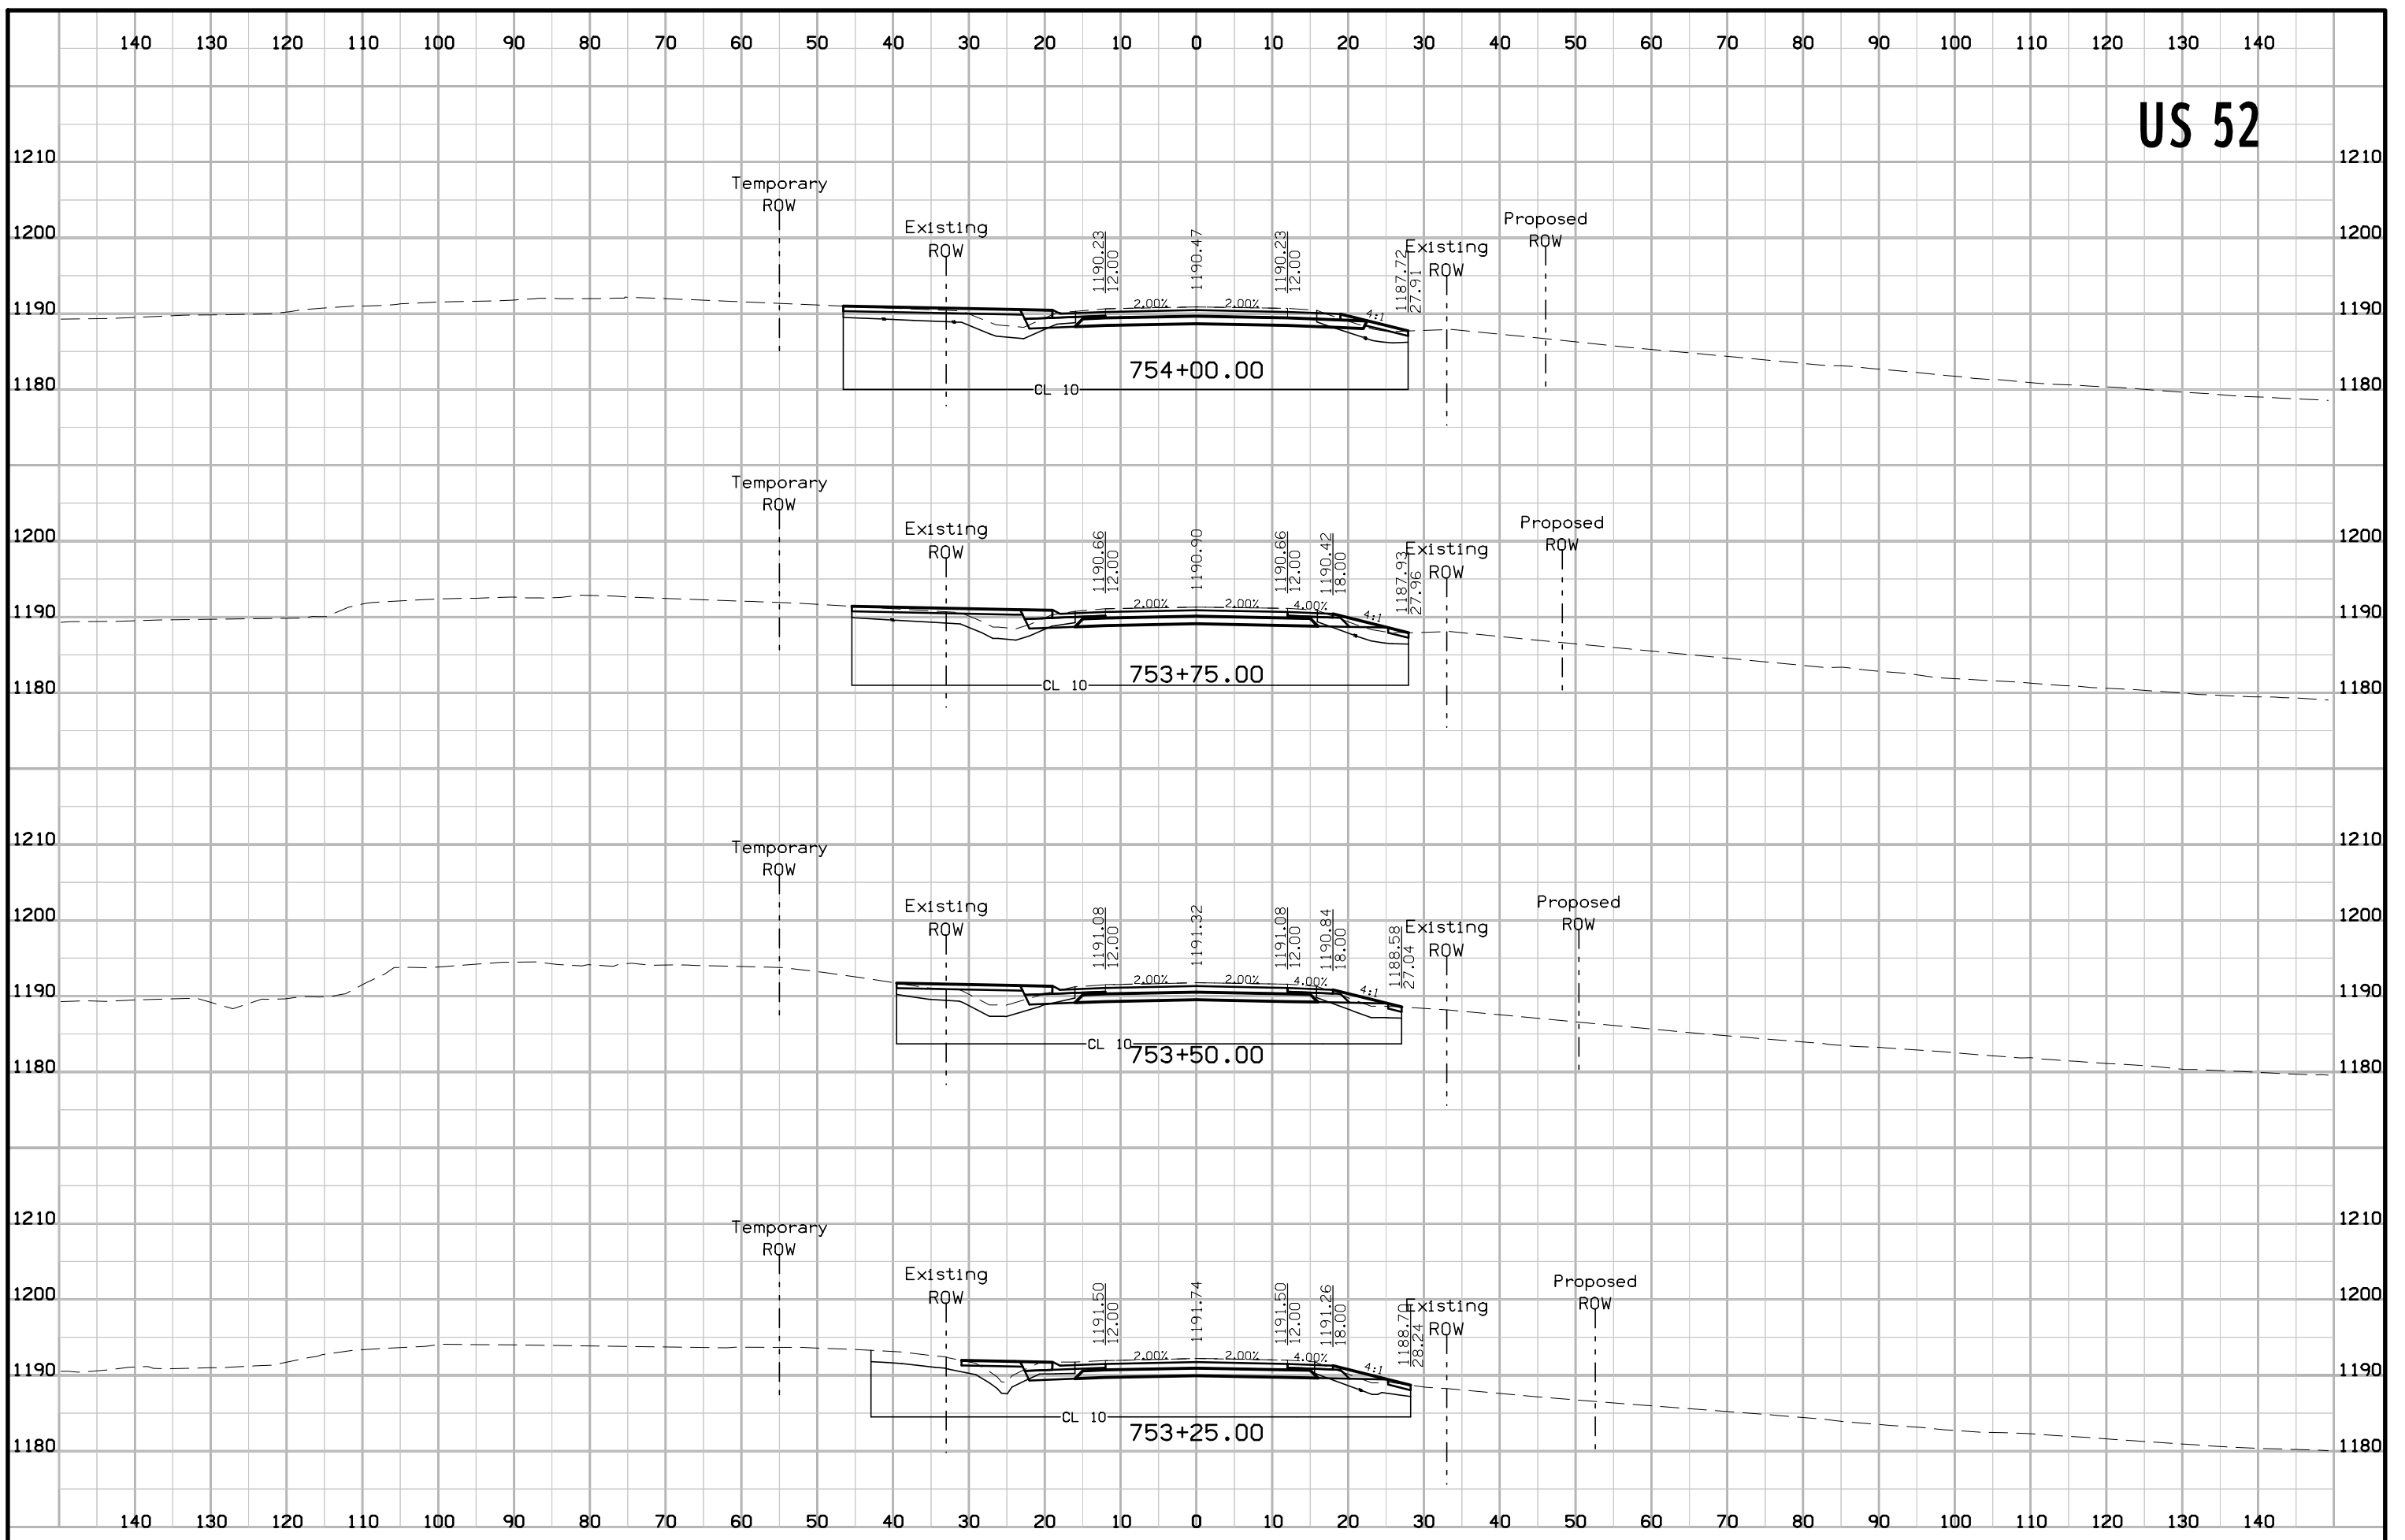 140 130 120 110 100 90 80 70 60 50 40 30 20 10 0 10 20 30 40 50 60 70 80 90 100 110 120 130 140
US 52
1210 1210
Temporary
ROW
Existing
ROW
1190.23
12.00
1190.47
1190.23
12.00
1187.72
27.91
Existing
ROW
Proposed
ROW
1200 1200
1190 2.00% 2.00% 4:1 1190
754+00.00
1180 CL 10 1180
Temporary
ROW
Existing
ROW
1190.66
12.00
1190.90
1190.66
12.00
1190.42
18.00
1187.93
27.96
Existing
ROW
Proposed
ROW
1200 1200
1190 2.00% 2.00% 4.00% 4:1 1190
753+75.00
1180 CL 10 1180
1210 1210
Temporary
ROW
Existing
ROW
1191.08
12.00
1191.32
1191.08
12.00
1190.84
18.00
1188.58
27.04
Existing
ROW
Proposed
ROW
1200 1200
1190 2.00% 2.00% 4.00% 4:1 1190
CL 10
753+50.00
1180 1180
1210 1210
Temporary
ROW
Existing
ROW
1191.50
12.00
1191.74
1191.50
12.00
1191.26
18.00
1188.70
28.24
Existing
ROW
Proposed
ROW
1200 1200
1190 2.00% 2.00% 4.00% 4:1 1190
CL 10
753+25.00
1180 1180
140 130 120 110 100 90 80 70 60 50 40 30 20 10 0 10 20 30 40 50 60 70 80 90 100 110 120 130 140